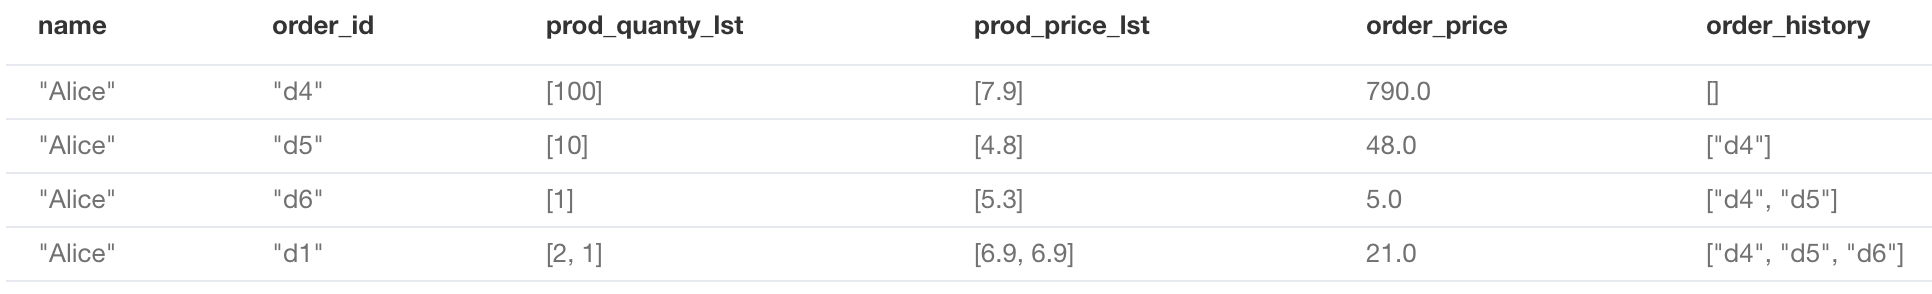 name order_id prod_quanty_lst prod_price_lst order_price order_history
"Alice" "d4" [100] [7.9] 790.0 []
"Alice" "d5" [10] [4.8] 48.0 ["d4"]
"Alice" "d6" [1] [5.3] 5.0 ["d4", "d5"]
"Alice" "d1" [2, 1] [6.9, 6.9] 21.0 ["d4", "d5", "d6"]